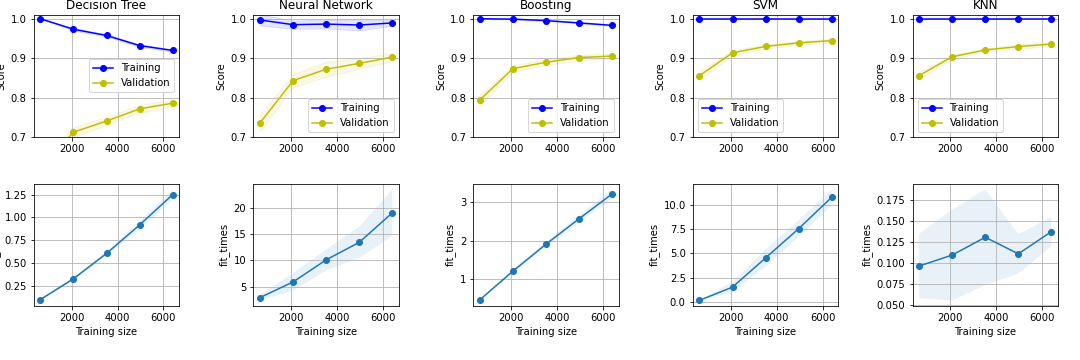 Decision Tree
Neural Network
Boosting
SVM
KNN
Score
1.0
0.9
0.8
0.7
Training
Validation
2000 4000 6000
Score
1.0
0.9
0.8
0.7
Training
Validation
2000 4000 6000
Score
1.0
0.9
0.8
0.7
Training
Validation
2000 4000 6000
Score
1.0
0.9
0.8
0.7
Training
Validation
2000 4000 6000
Score
1.0
0.9
0.8
0.7
Training
Validation
2000 4000 6000
1.25
1.00
0.75
0.50
0.25
2000 4000 6000
Training size
fit_times
20
15
10
5
2000 4000 6000
Training size
fit_times
3
2
1
2000 4000 6000
Training size
fit_times
10.0
7.5
5.0
2.5
0.0
2000 4000 6000
Training size
fit_times
0.175
0.150
0.125
0.100
0.075
0.050
2000 4000 6000
Training size